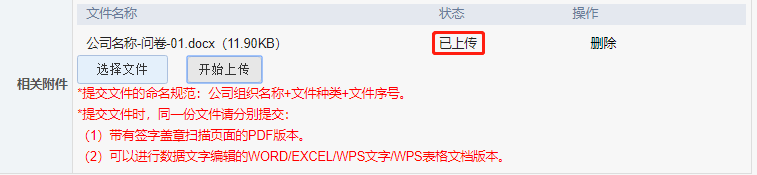 文件名称 状态 操作
公司名称-问卷-01.docx（11.90KB） 已上传 删除
相关附件
选择文件 开始上传
*提交文件的命名规范：公司组织名称+文件种类+文件序号。
*提交文件时，同一份文件请分别提交：
（1）带有签字盖章扫描页面的PDF版本。
（2）可以进行数据文字编辑的WORD/EXCEL/WPS文字/WPS表格文档版本。